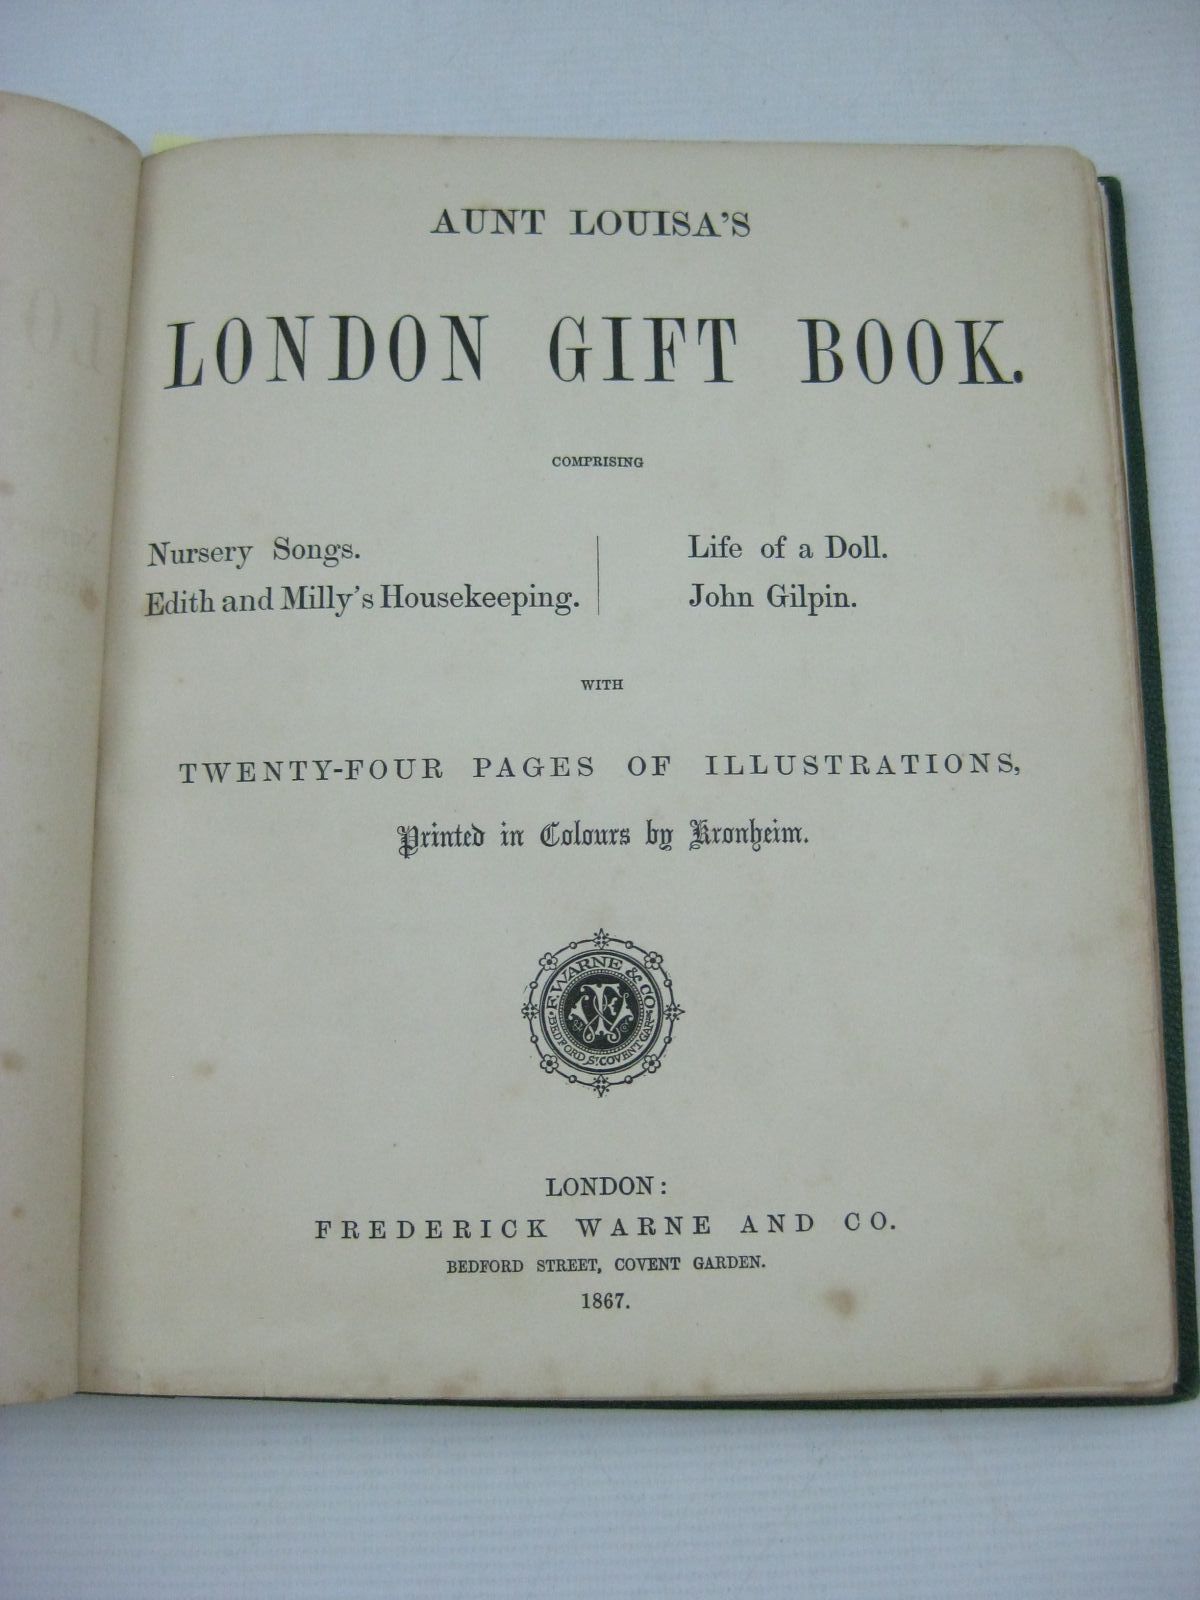 AUNT LOUISA'S
LONDON GIFT BOOK.
COMPRISING
Nursery Songs.
Edith and Milly's Housekeeping.
Life of a Doll.
John Gilpin.
WITH
TWENTY-FOUR PAGES OF ILLUSTRATIONS,
Printed in Colours by Kronheim.
F. WARNE & CO
BEDFORD ST. COVENT GARDEN
LONDON:
FREDERICK WARNE AND CO.
BEDFORD STREET, COVENT GARDEN.
1867.